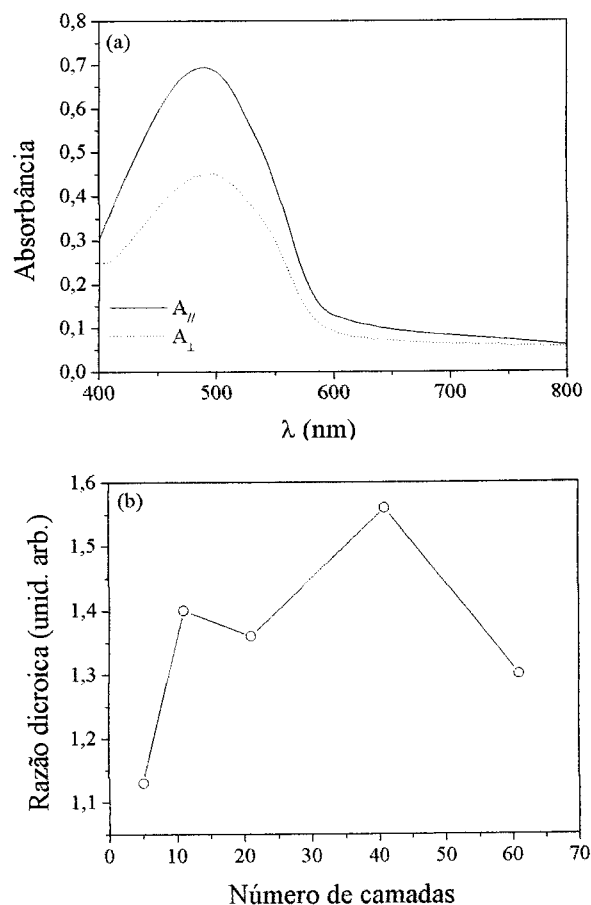 (a)
0,8
0,7
0,6
0,5
0,4
0,3
0,2
0,1
0,0
Absorbância
A//
A⊥
400 500 600 700 800
λ (nm)
(b)
1,6
1,5
1,4
1,3
1,2
1,1
Razão dicroica (unid. arb.)
0 10 20 30 40 50 60 70
Número de camadas